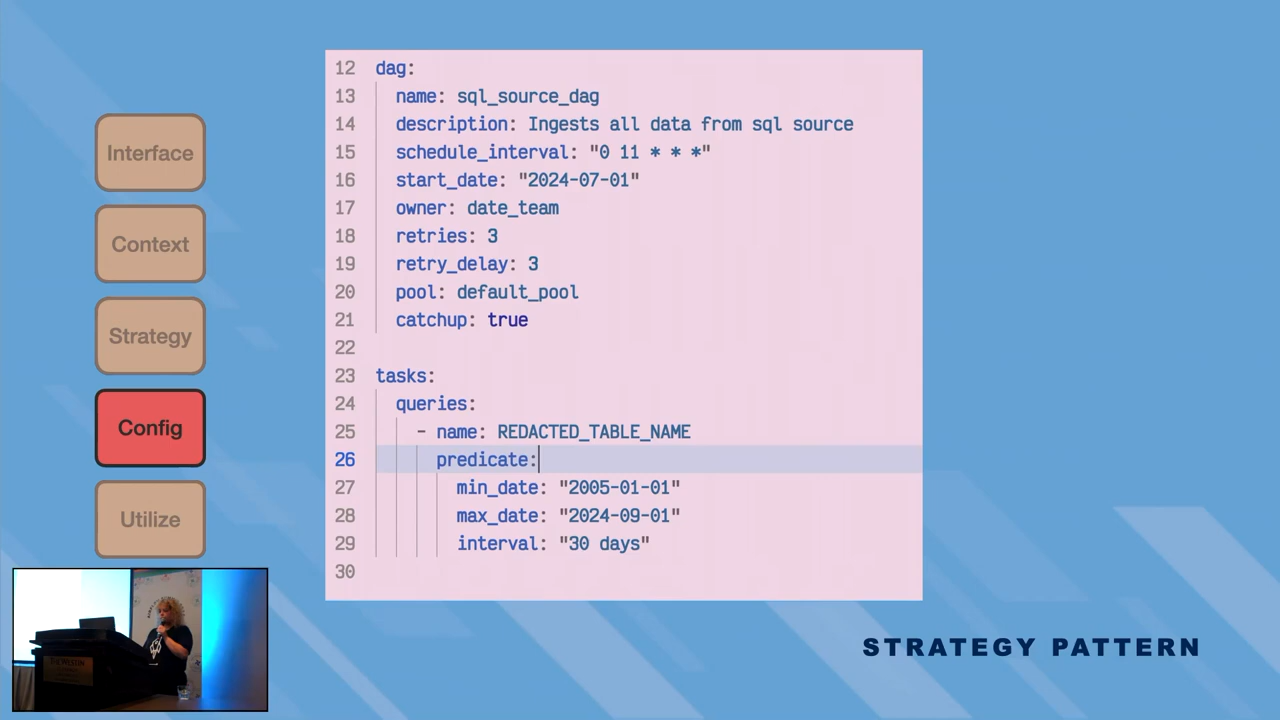 Interface
Context
Strategy
Config
Utilize
12 dag:
13 name: sql_source_dag
14 description: Ingests all data from sql source
15 schedule_interval: "0 11 * * *"
16 start_date: "2024-07-01"
17 owner: date_team
18 retries: 3
19 retry_delay: 3
20 pool: default_pool
21 catchup: true
22
23 tasks:
24 queries:
25 - name: REDACTED_TABLE_NAME
26 predicate:
27 min_date: "2005-01-01"
28 max_date: "2024-09-01"
29 interval: "30 days"
30
THE WESTIN
STRATEGY PATTERN